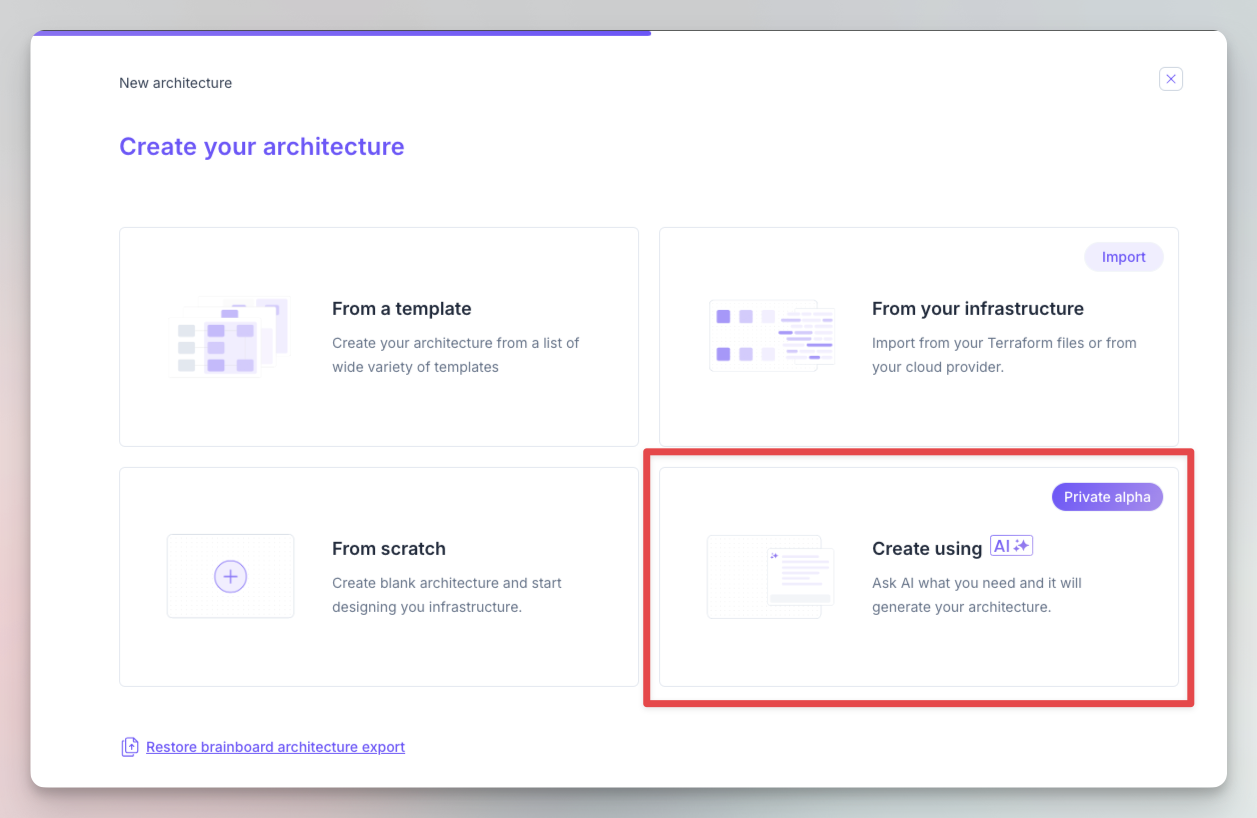 New architecture
Create your architecture
From a template
Create your architecture from a list of
wide variety of templates
Import
From your infrastructure
Import from your Terraform files or from
your cloud provider.
From scratch
Create blank architecture and start
designing you infrastructure.
Private alpha
Create using AI
Ask AI what you need and it will
generate your architecture.
Restore brainboard architecture export